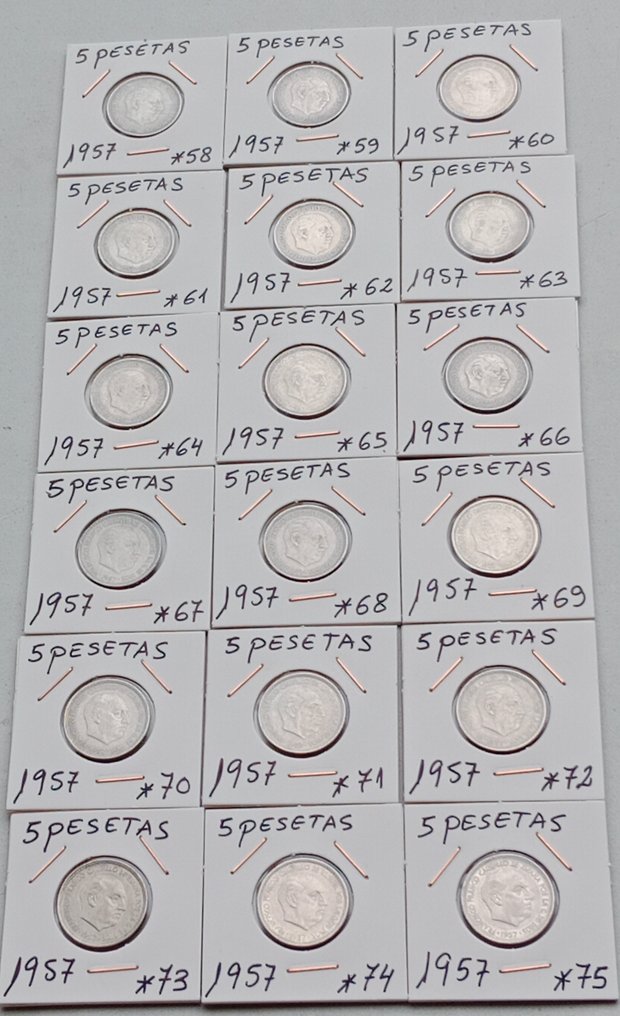 5 PESETAS
1957 — *58
5 PESETAS
1957 — *59
5 PESETAS
1957 — *60
5 PESETAS
1957 — *61
5 PESETAS
1957 — *62
5 PESETAS
1957 — *63
5 PESETAS
1957 — *64
5 PESETAS
1957 — *65
5 PESETAS
1957 — *66
5 PESETAS
1957 — *67
5 PESETAS
1957 — *68
5 PESETAS
1957 — *69
5 PESETAS
1957 — *70
5 PESETAS
1957 — *71
5 PESETAS
1957 — *72
5 PESETAS
1957 — *73
5 PESETAS
1957 — *74
5 PESETAS
1957 — *75